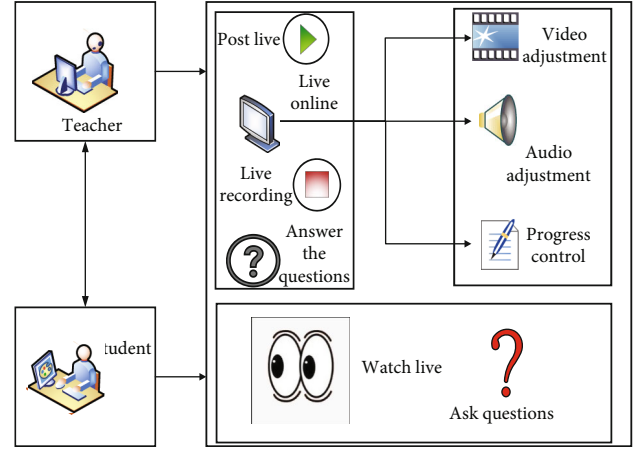 Teacher
Post live
Live
online
Live
recording
Answer
the
questions
Video
adjustment
Audio
adjustment
Progress
control
tudent
Watch live
Ask questions